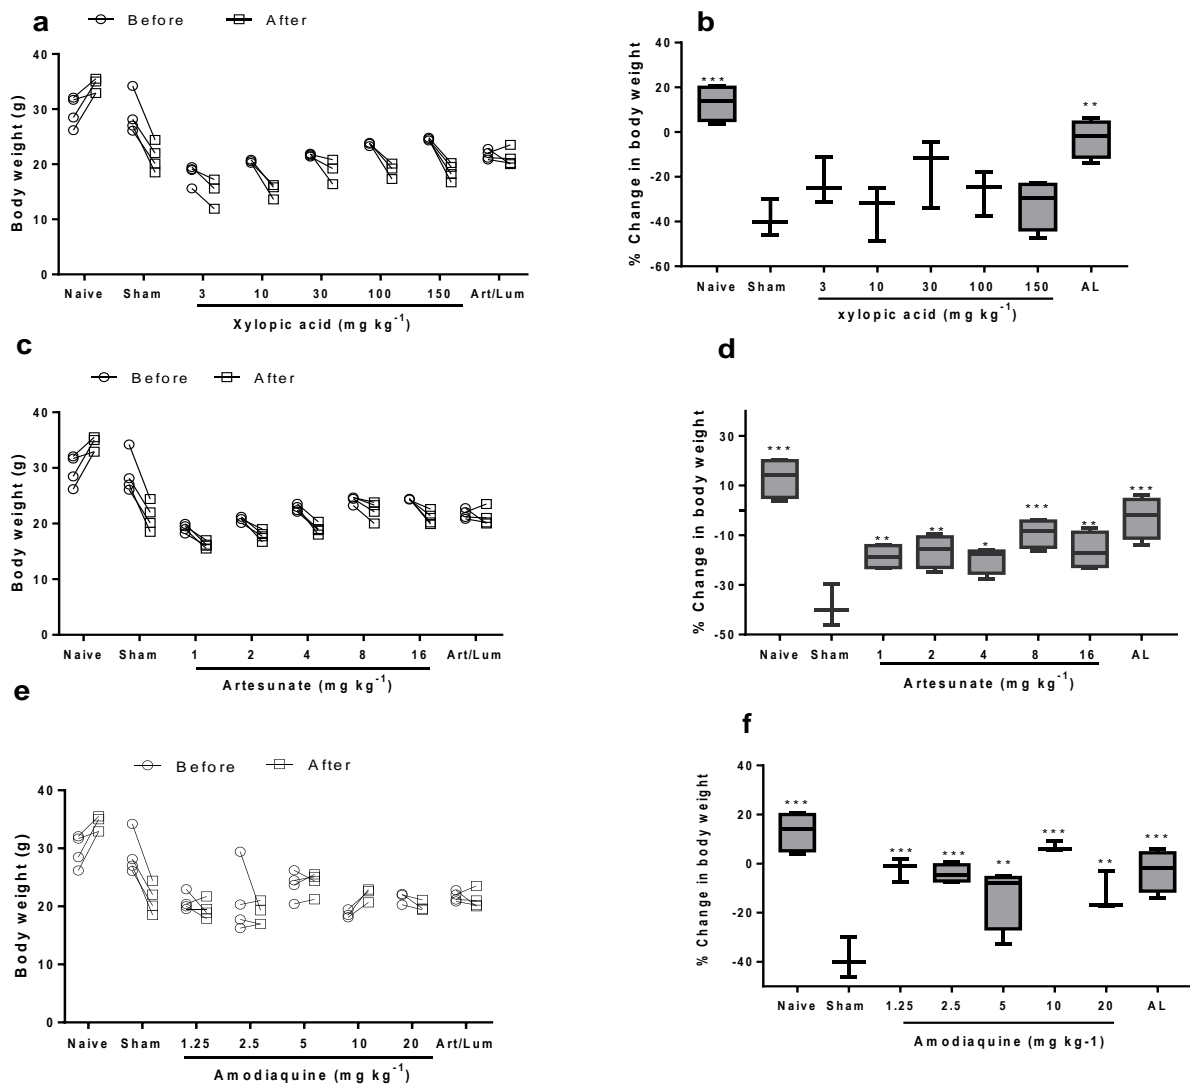 a
Before After
Body weight (g)
40
30
20
10
0
Naive Sham 3 10 30 100 150 Art/Lum
Xylopic acid (mg kg-1)
b
% Change in body weight
40
20
0
-20
-40
-60
***
**
Naive Sham 3 10 30 100 150 AL
xylopic acid (mg kg-1)
c
Before After
Body weight (g)
40
30
20
10
0
Naive Sham 1 2 4 8 16 Art/Lum
Artesunate (mg kg-1)
d
% Change in body weight
30
10
-10
-30
-50
***
**
**
*
***
**
***
Naive Sham 1 2 4 8 16 AL
Artesunate (mg kg-1)
e
Before After
Body weight (g)
40
30
20
10
0
Naive Sham 1.25 2.5 5 10 20 Art/Lum
Amodiaquine (mg kg-1)
f
% Change in body weight
40
20
0
-20
-40
***
***
***
**
***
**
***
Naive Sham 1.25 2.5 5 10 20 AL
Amodiaquine (mg kg-1)